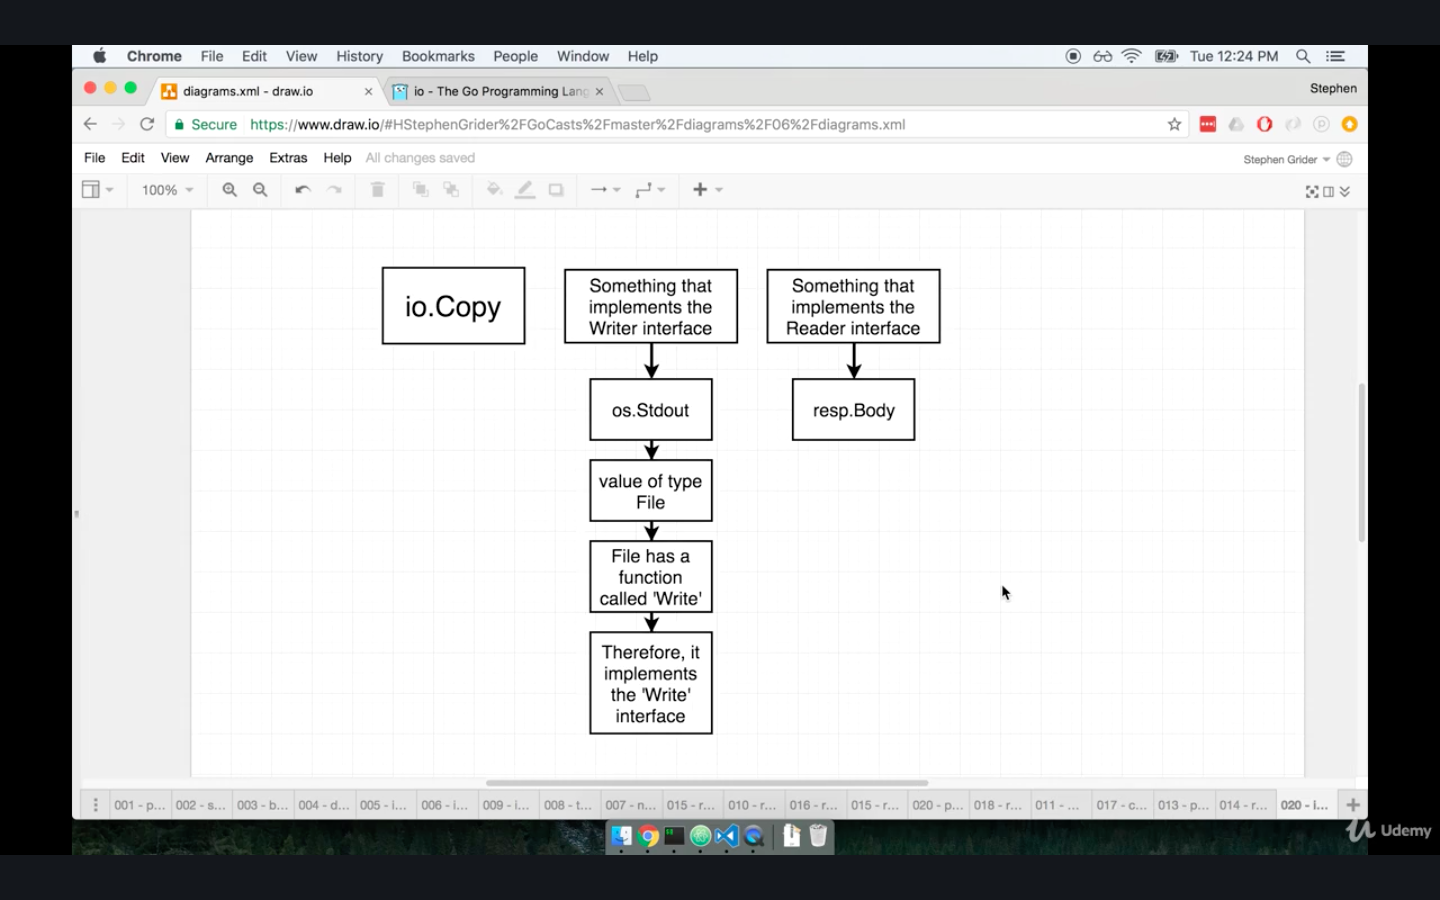 Chrome File Edit View History Bookmarks People Window Help Tue 12:24 PM
diagrams.xml - draw.io io - The Go Programming Lang Stephen
Secure https://www.draw.io/#HStephenGrider%2FGoCasts%2Fmaster%2Fdiagrams%2F06%2Fdiagrams.xml
File Edit View Arrange Extras Help All changes saved Stephen Grider
100%
io.Copy
Something that
implements the
Writer interface
Something that
implements the
Reader interface
os.Stdout
resp.Body
value of type
File
File has a
function
called 'Write'
Therefore, it
implements
the 'Write'
interface
001 - p... 002 - s... 003 - b... 004 - d... 005 - i... 006 - i... 009 - i... 008 - t... 007 - n... 015 - r... 010 - r... 016 - r... 015 - r... 020 - p... 018 - r... 011 - ... 017 - c... 013 - p... 014 - r... 020 - i...
Udemy